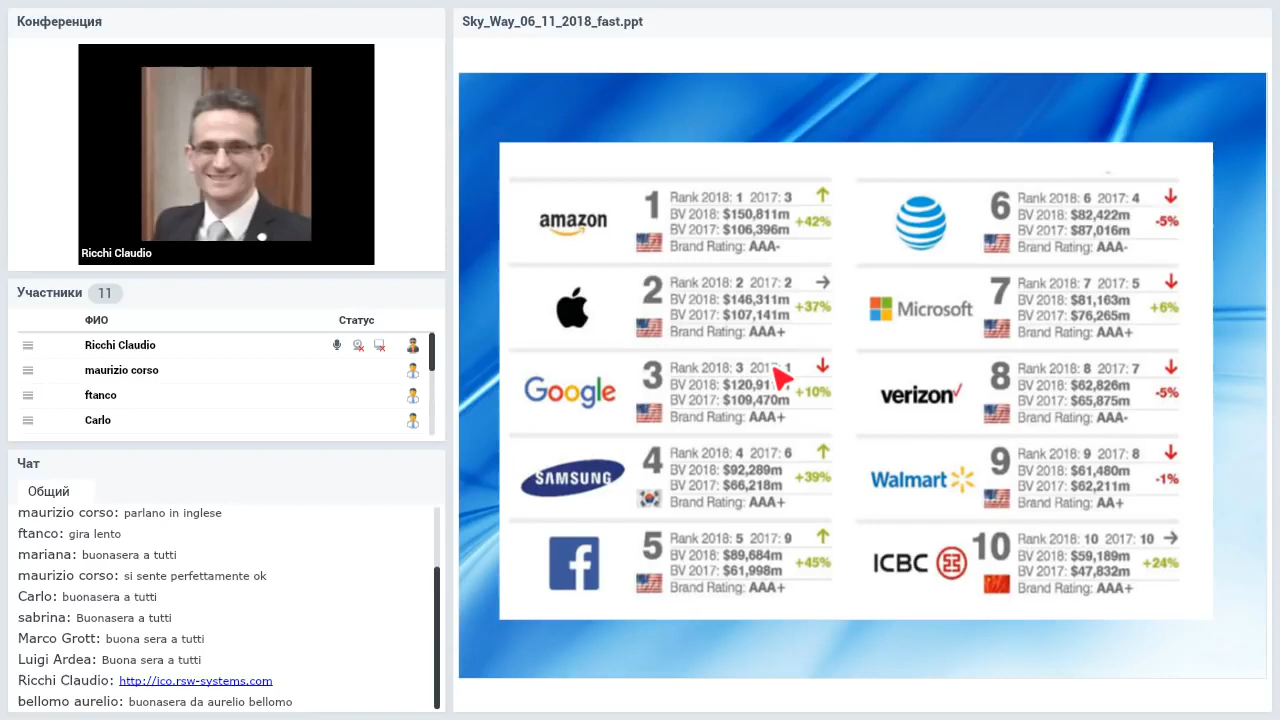 Конференция
Ricchi Claudio
Участники 11
ФИО Статус
Ricchi Claudio
maurizio corso
ftanco
Carlo
Чат
Общий
maurizio corso: parlano in inglese
ftanco: gira lento
mariana: buonasera a tutti
maurizio corso: si sente perfettamente ok
Carlo: buonasera a tutti
sabrina: Buonasera a tutti
Marco Grott: buona sera a tutti
Luigi Ardea: Buona sera a tutti
Ricchi Claudio: http://ico.rsw-systems.com
bellomo aurelio: buonasera da aurelio bellomo
Sky_Way_06_11_2018_fast.ppt
amazon
1
Rank 2018: 1 2017: 3
BV 2018: $150,811m
BV 2017: $106,396m
+42%
Brand Rating: AAA-
2
Rank 2018: 2 2017: 2
BV 2018: $146,311m
BV 2017: $107,141m
+37%
Brand Rating: AAA+
Google
3
Rank 2018: 3 2017: 1
BV 2018:
BV 2017: $109,470m
+10%
Brand Rating: AAA+
SAMSUNG
4
Rank 2018: 4 2017: 6
BV 2018: $92,289m
BV 2017: $66,218m
+39%
Brand Rating: AAA+
5
Rank 2018: 5 2017: 9
BV 2018: $89,684m
BV 2017: $61,998m
+45%
Brand Rating: AAA+
6
Rank 2018: 6 2017: 4
BV 2018: $82,422m
BV 2017: $87,016m
-5%
Brand Rating: AAA-
Microsoft
7
Rank 2018: 7 2017: 5
BV 2018: $81,163m
BV 2017: $76,265m
+6%
Brand Rating: AAA+
verizon
8
Rank 2018: 8 2017: 7
BV 2018: $62,826m
BV 2017: $65,875m
-5%
Brand Rating: AAA-
Walmart
9
Rank 2018: 9 2017: 8
BV 2018: $61,480m
BV 2017: $62,211m
-1%
Brand Rating: AA+
ICBC
10
Rank 2018: 10 2017: 10
BV 2018: $59,189m
BV 2017: $47,832m
+24%
Brand Rating: AAA+